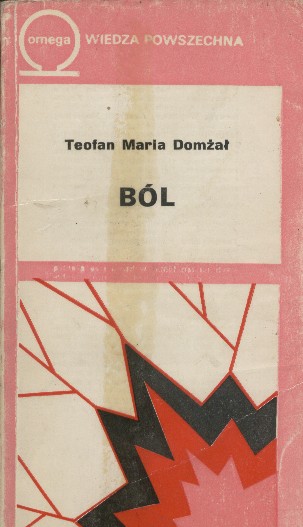 omega WIEDZA POWSZECHNA
Teofan Maria Domżał
BÓL